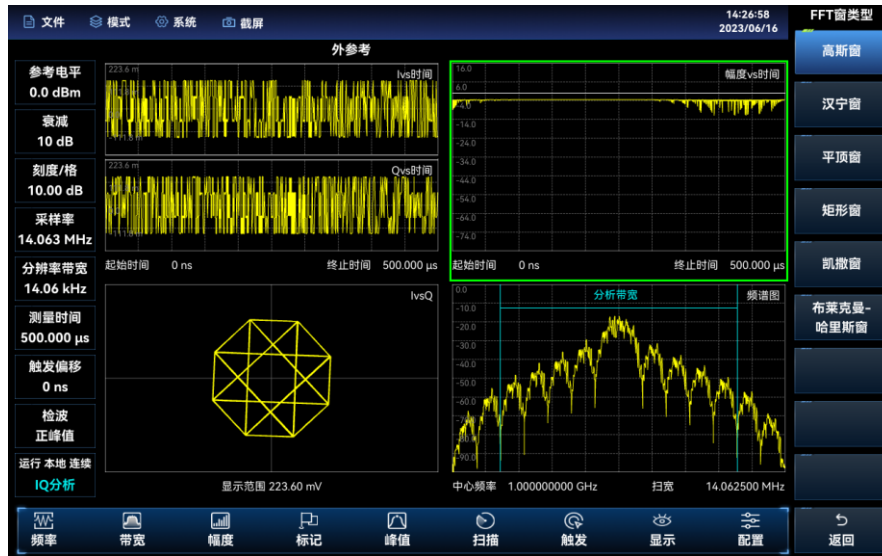 文件 模式 系统 截屏 14:26:58
2023/06/16
FFT窗类型
外参考
参考电平
0.0 dBm
衰减
10 dB
刻度/格
10.00 dB
采样率
14.063 MHz
分辨率带宽
14.06 kHz
测量时间
500.000 μs
触发偏移
0 ns
检波
正峰值
运行 本地 连续
IQ分析
223.6 m
Ivs时间
223.6 m
Qvs时间
起始时间 0 ns 终止时间 500.000 μs
16.0
幅度vs时间
6.0
-14.0
-24.0
-34.0
-44.0
-54.0
-64.0
-74.0
起始时间 0 ns 终止时间 500.000 μs
IvsQ
显示范围 223.60 mV
0.0
分析带宽
频谱图
-10.0
-20.0
-30.0
-40.0
-50.0
-60.0
中心频率 1.000000000 GHz 扫宽 14.062500 MHz
高斯窗
汉宁窗
平顶窗
矩形窗
凯撒窗
布莱克曼-
哈里斯窗
频率 带宽 幅度 标记 峰值 扫描 触发 显示 配置 返回